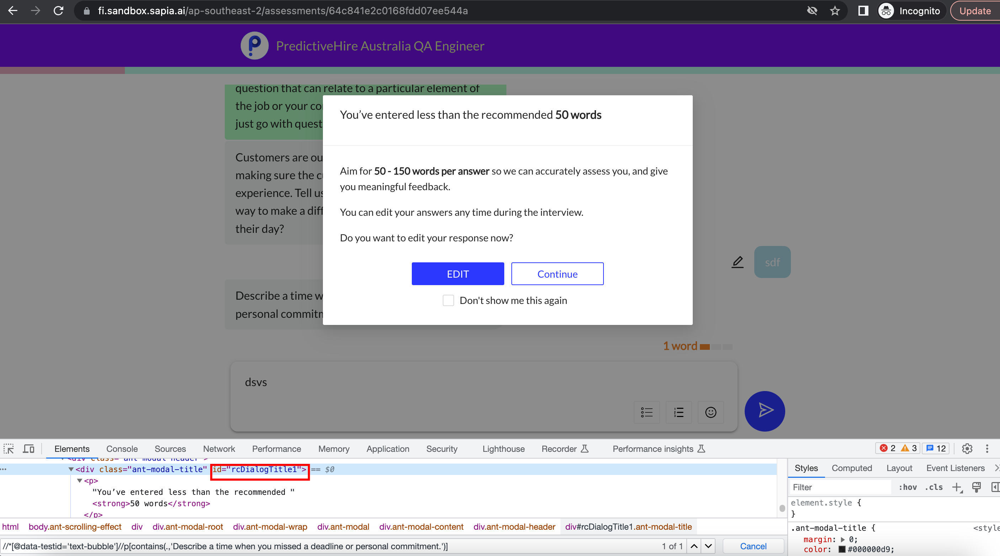 fi.sandbox.sapia.ai/ap-southeast-2/assessments/64c841e2c0168fdd07ee544a
Incognito
Update
PredictiveHire Australia QA Engineer
question that can relate to a particular element of
the job or your co
just go with quest
Customers are ou
making sure the c
experience. Tell us
way to make a diff
their day?
You’ve entered less than the recommended 50 words
Aim for 50 - 150 words per answer so we can accurately assess you, and give
you meaningful feedback.
You can edit your answers any time during the interview.
Do you want to edit your response now?
EDIT
Continue
Don't show me this again
sdf
Describe a time w
personal commitm
1 word
dsvs
Elements Console Sources Network Performance Memory Application Security Lighthouse Recorder Performance insights 2 3 12
<div class="ant-modal-header">
<div class="ant-modal-title" id="rcDialogTitle1"> == $0
<p>
"You’ve entered less than the recommended "
<strong>50 words</strong>
</p>
html body.ant-scrolling-effect div div.ant-modal-root div.ant-modal-wrap div.ant-modal div.ant-modal-content div.ant-modal-header div#rcDialogTitle1.ant-modal-title
//*[@data-testid='text-bubble']//p[contains(.,'Describe a time when you missed a deadline or personal commitment.')]
1 of 1
Cancel
Styles Computed Layout Event Listeners
Filter
:hov .cls
element.style {
}
.ant-modal-title { <style
margin: 0;
color: #000000d9;